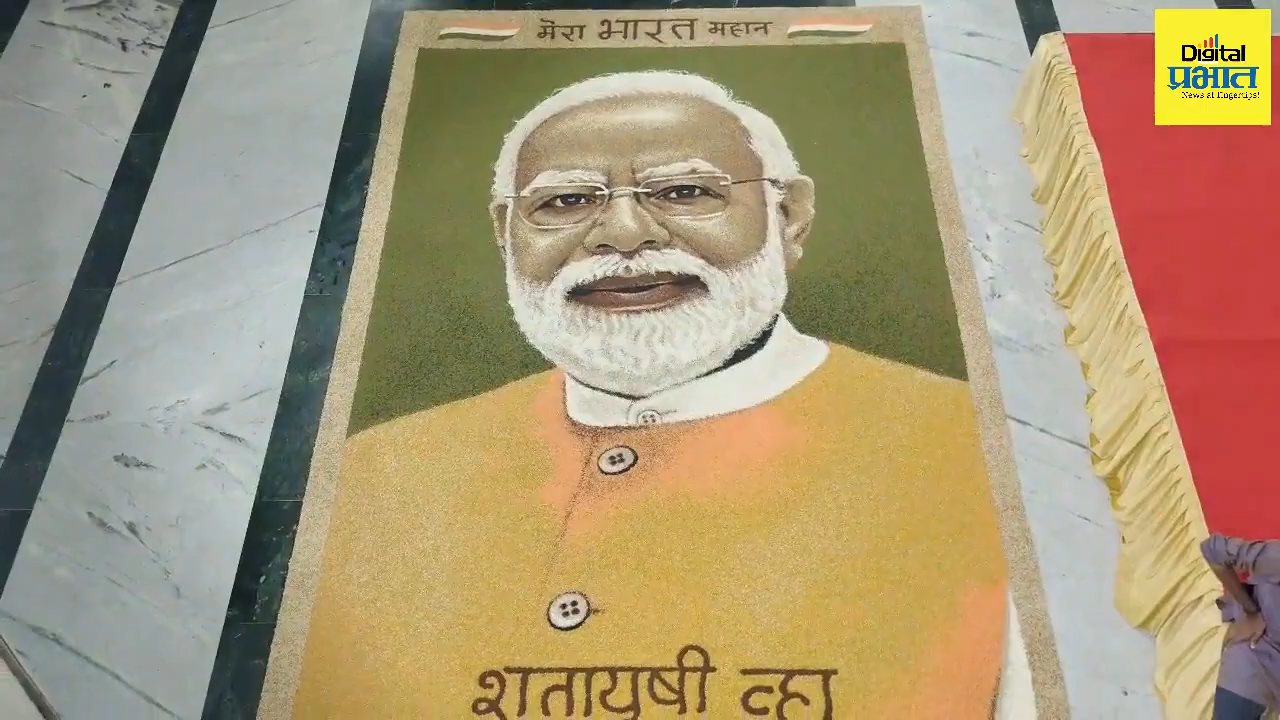 मेरा भारत महान
Digital
प्रभात
News at fingertips!
शतायुषी व्हा